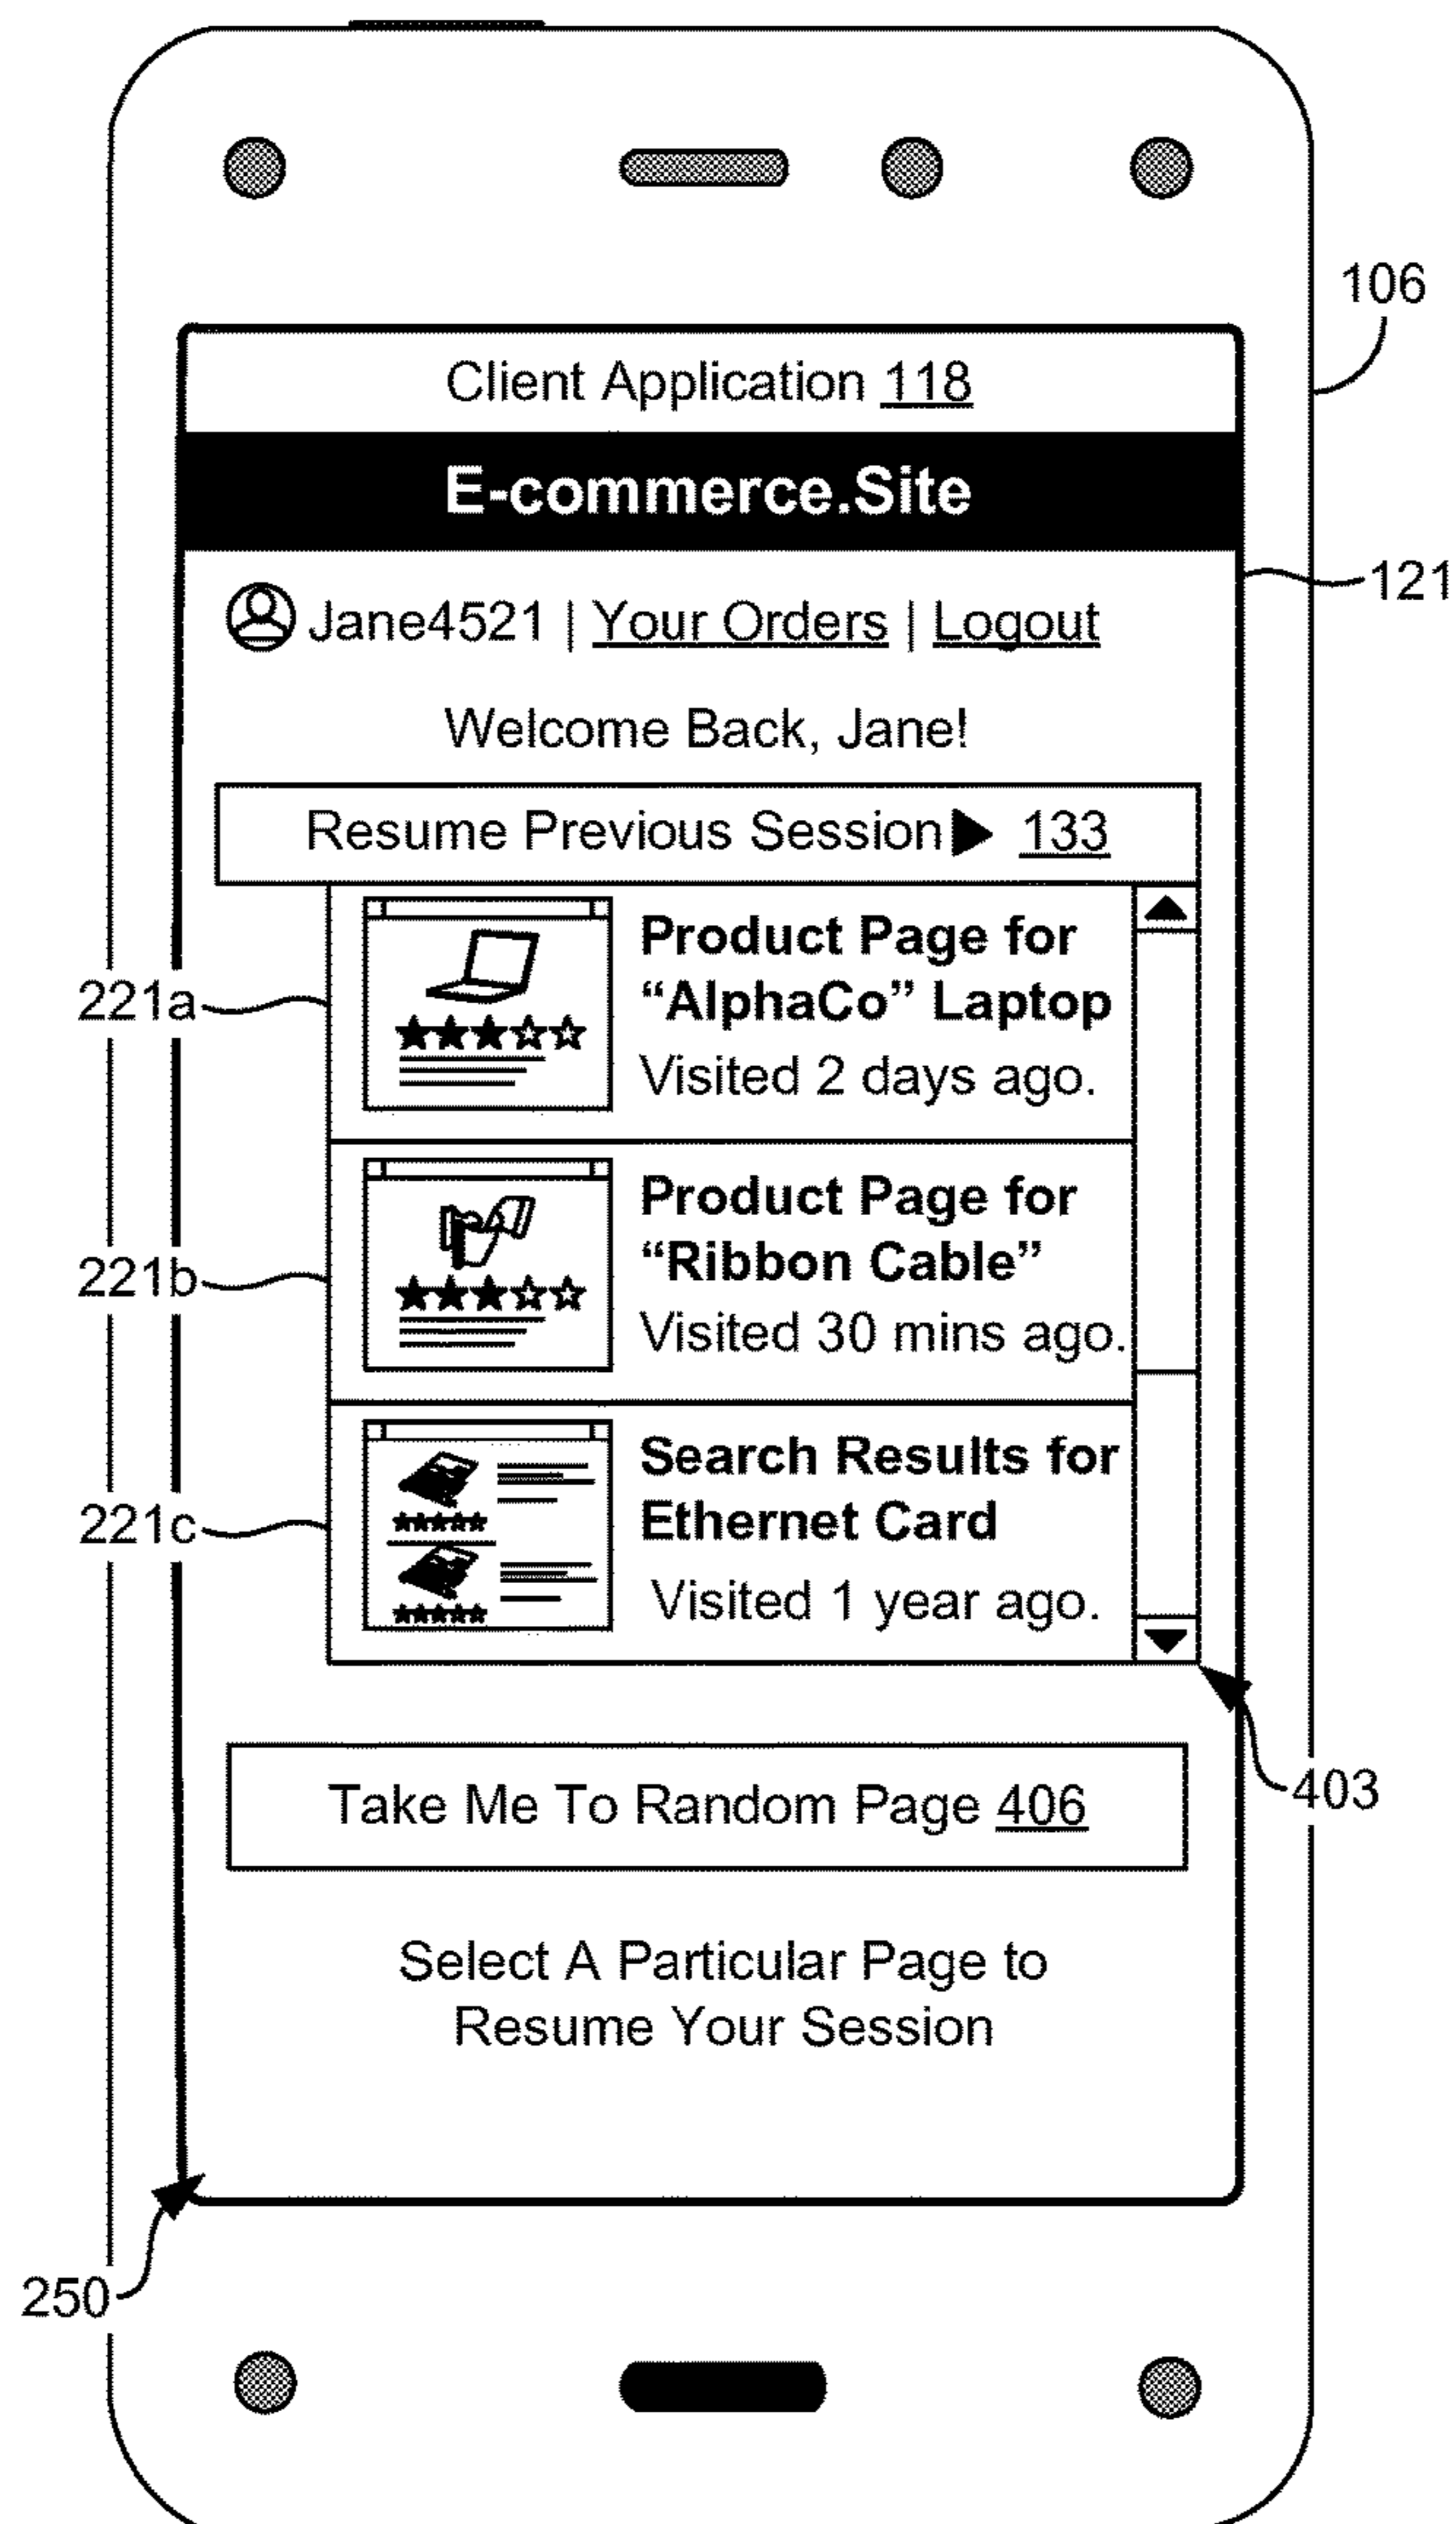 106
Client Application 118
E-commerce.Site
121
Jane4521 | Your Orders | Logout
Welcome Back, Jane!
Resume Previous Session ▶ 133
221a
Product Page for
“AlphaCo” Laptop
Visited 2 days ago.
221b
Product Page for
“Ribbon Cable”
Visited 30 mins ago.
221c
Search Results for
Ethernet Card
Visited 1 year ago.
403
Take Me To Random Page 406
Select A Particular Page to
Resume Your Session
250